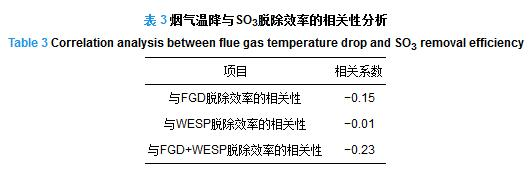 表 3 烟气温降与SO₃脱除效率的相关性分析
Table 3 Correlation analysis between flue gas temperature drop and SO₃ removal efficiency
项目 相关系数
与FGD脱除效率的相关性 −0.15
与WESP脱除效率的相关性 −0.01
与FGD+WESP脱除效率的相关性 −0.23